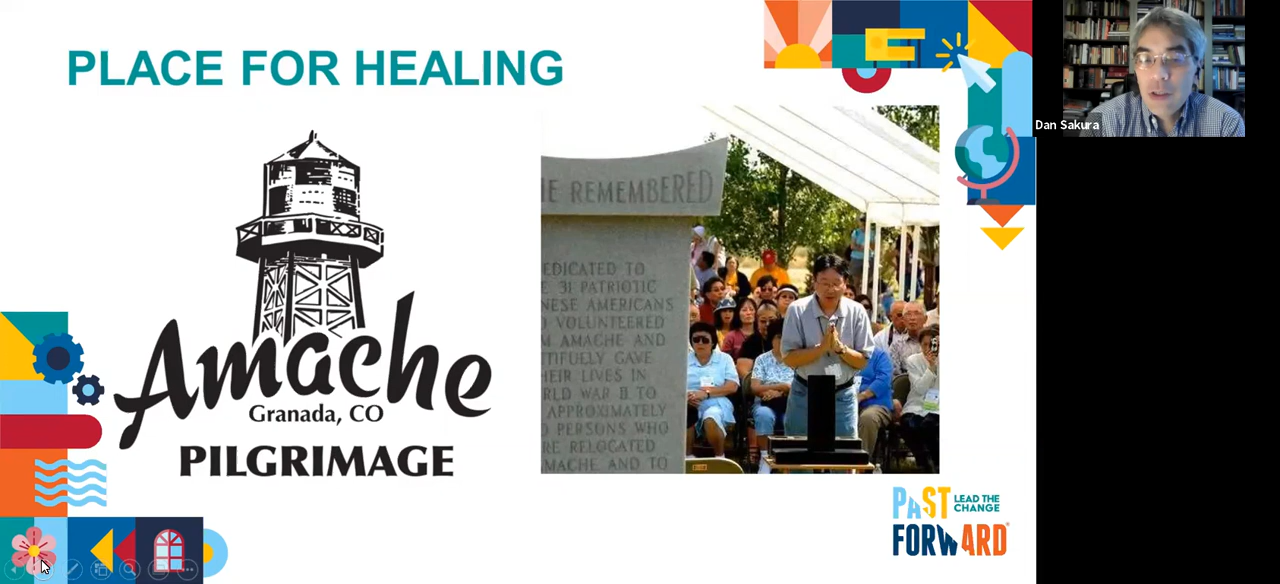 PLACE FOR HEALING
Amache
Granada, CO
PILGRIMAGE
REMEMBERED
EDICATED TO
31 PATRIOTIC
NESE AMERICANS
VOLUNTEERED
AMACHE AND
TIFULLY GAVE
HEIR LIVES IN
RLD WAR II TO
APPROXIMATELY
PERSONS WHO
RE RELOCATED
MACHE AND TO
Dan Sakura
PAST LEAD THE
CHANGE
FORWARD